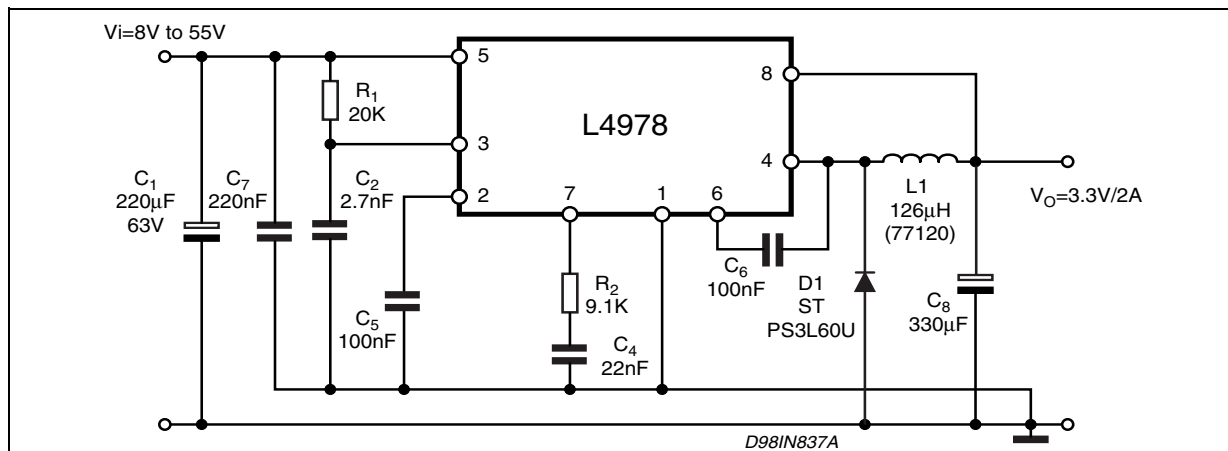 Vi=8V to 55V
5
8
R1
20K
L4978
3
4
C1
220μF
63V
C7
220nF
C2
2.7nF
2
7
1
6
L1
126μH
(77120)
VO=3.3V/2A
C6
100nF
R2
9.1K
D1
ST
PS3L60U
C8
330μF
C5
100nF
C4
22nF
D98IN837A